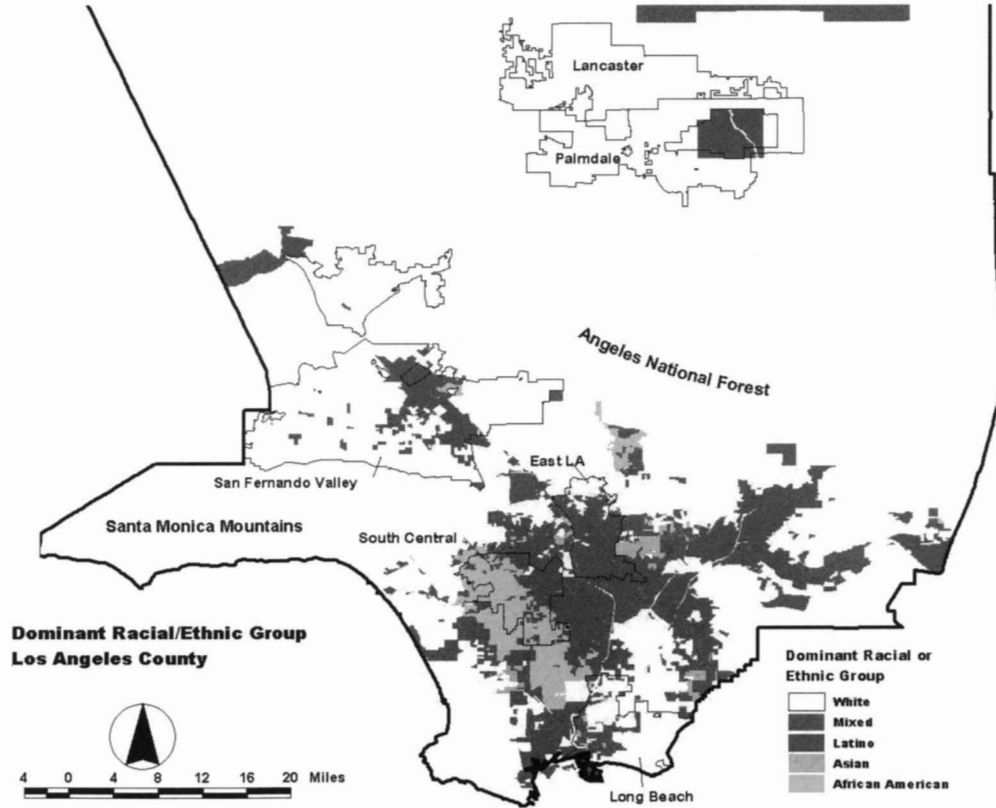 Lancaster
Palmdale
Angeles National Forest
East LA
San Fernando Valley
Santa Monica Mountains
South Central
Dominant Racial/Ethnic Group
Los Angeles County
4 0 4 8 12 16 20 Miles
Long Beach
Dominant Racial or
Ethnic Group
White
Mixed
Latino
Asian
African American